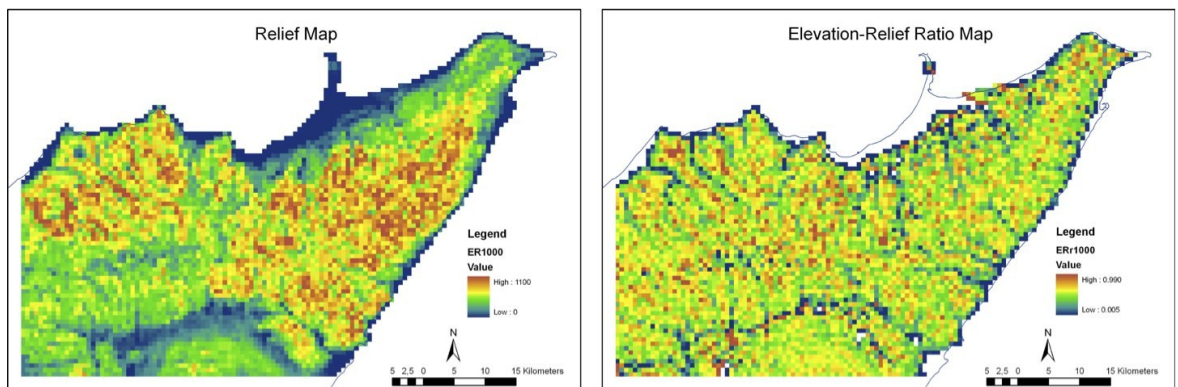 Relief Map
Legend
ER1000
Value
High : 1100
Low : 0
N
5 2,5 0 5 10 15 Kilometers
Elevation-Relief Ratio Map
Legend
ERr1000
Value
High : 0.990
Low : 0.005
N
5 2,5 0 5 10 15 Kilometers